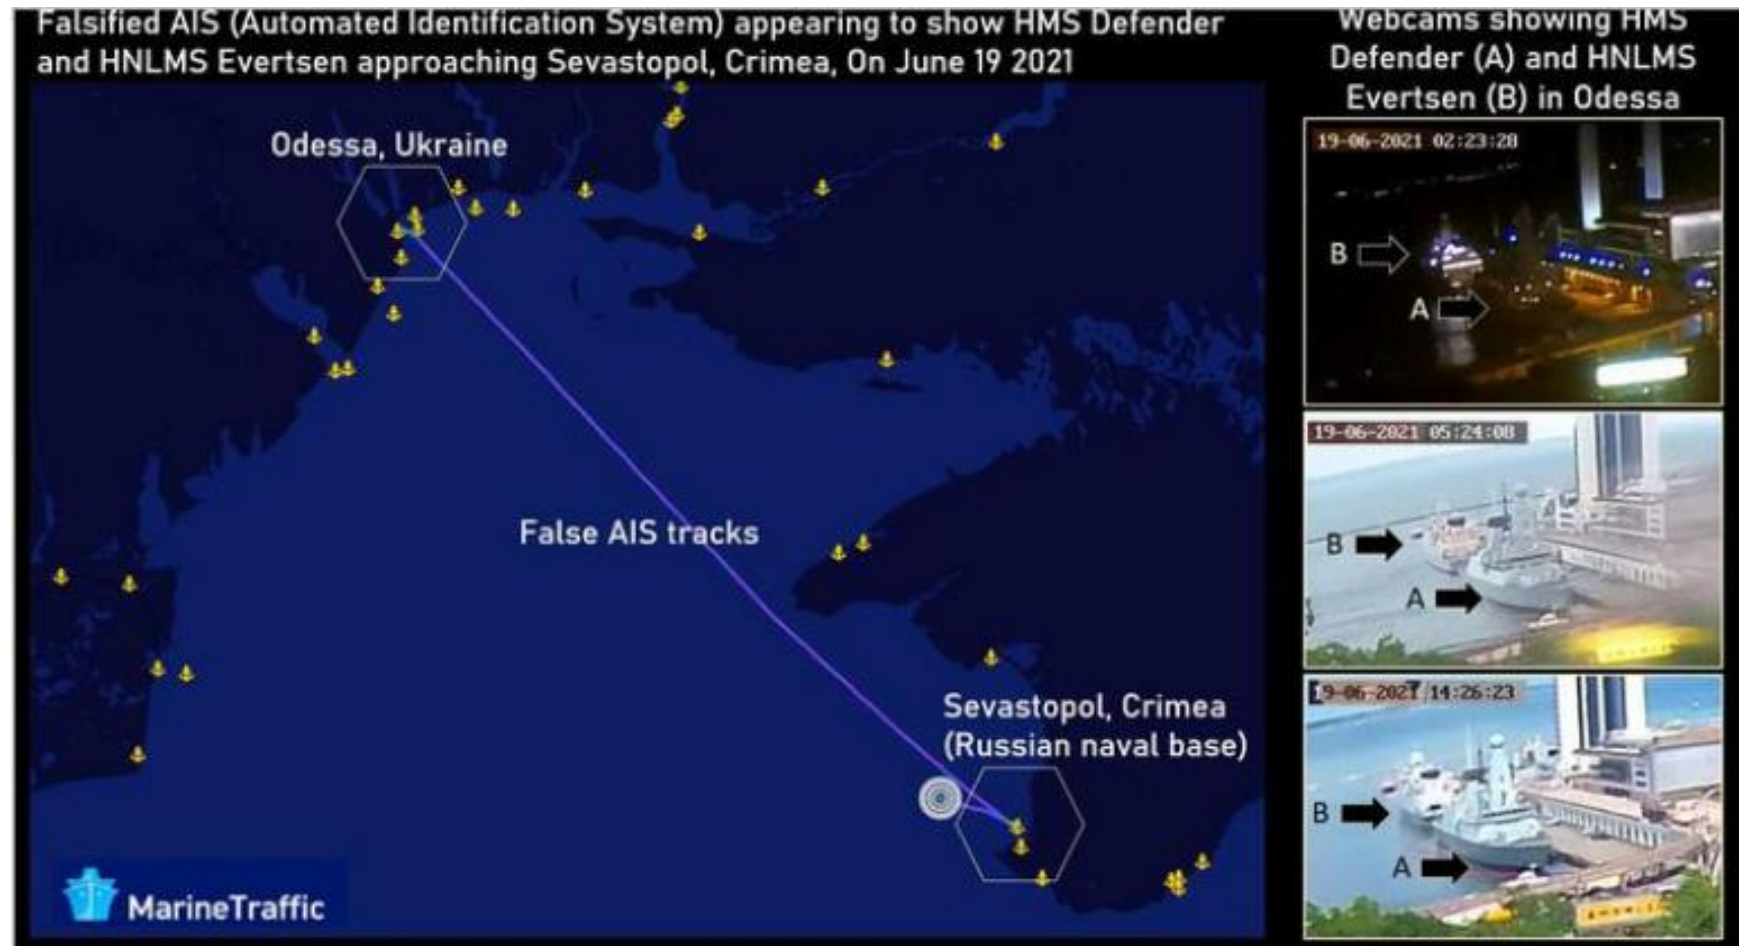 Falsified AIS (Automated Identification System) appearing to show HMS Defender
and HNLMS Evertsen approaching Sevastopol, Crimea, On June 19 2021
Odessa, Ukraine
False AIS tracks
Sevastopol, Crimea
(Russian naval base)
MarineTraffic
Webcams showing HMS
Defender (A) and HNLMS
Evertsen (B) in Odessa
19-06-2021 02:23:28
B
A
19-06-2021 05:24:08
B
A
19-06-2021 14:26:23
B
A